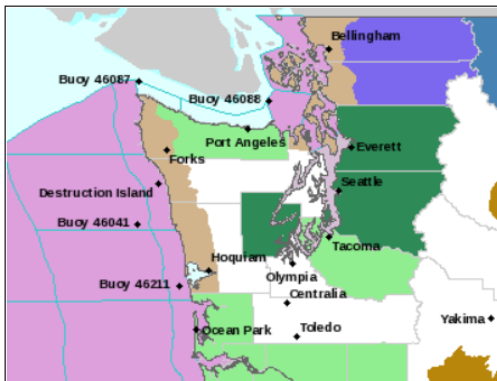 Bellingham
Buoy 46087
Buoy 46088
Port Angeles
Everett
Forks
Destruction Island
Seattle
Buoy 46041
Tacoma
Hoquiam
Olympia
Buoy 46211
Centralia
Ocean Park
Toledo
Yakima